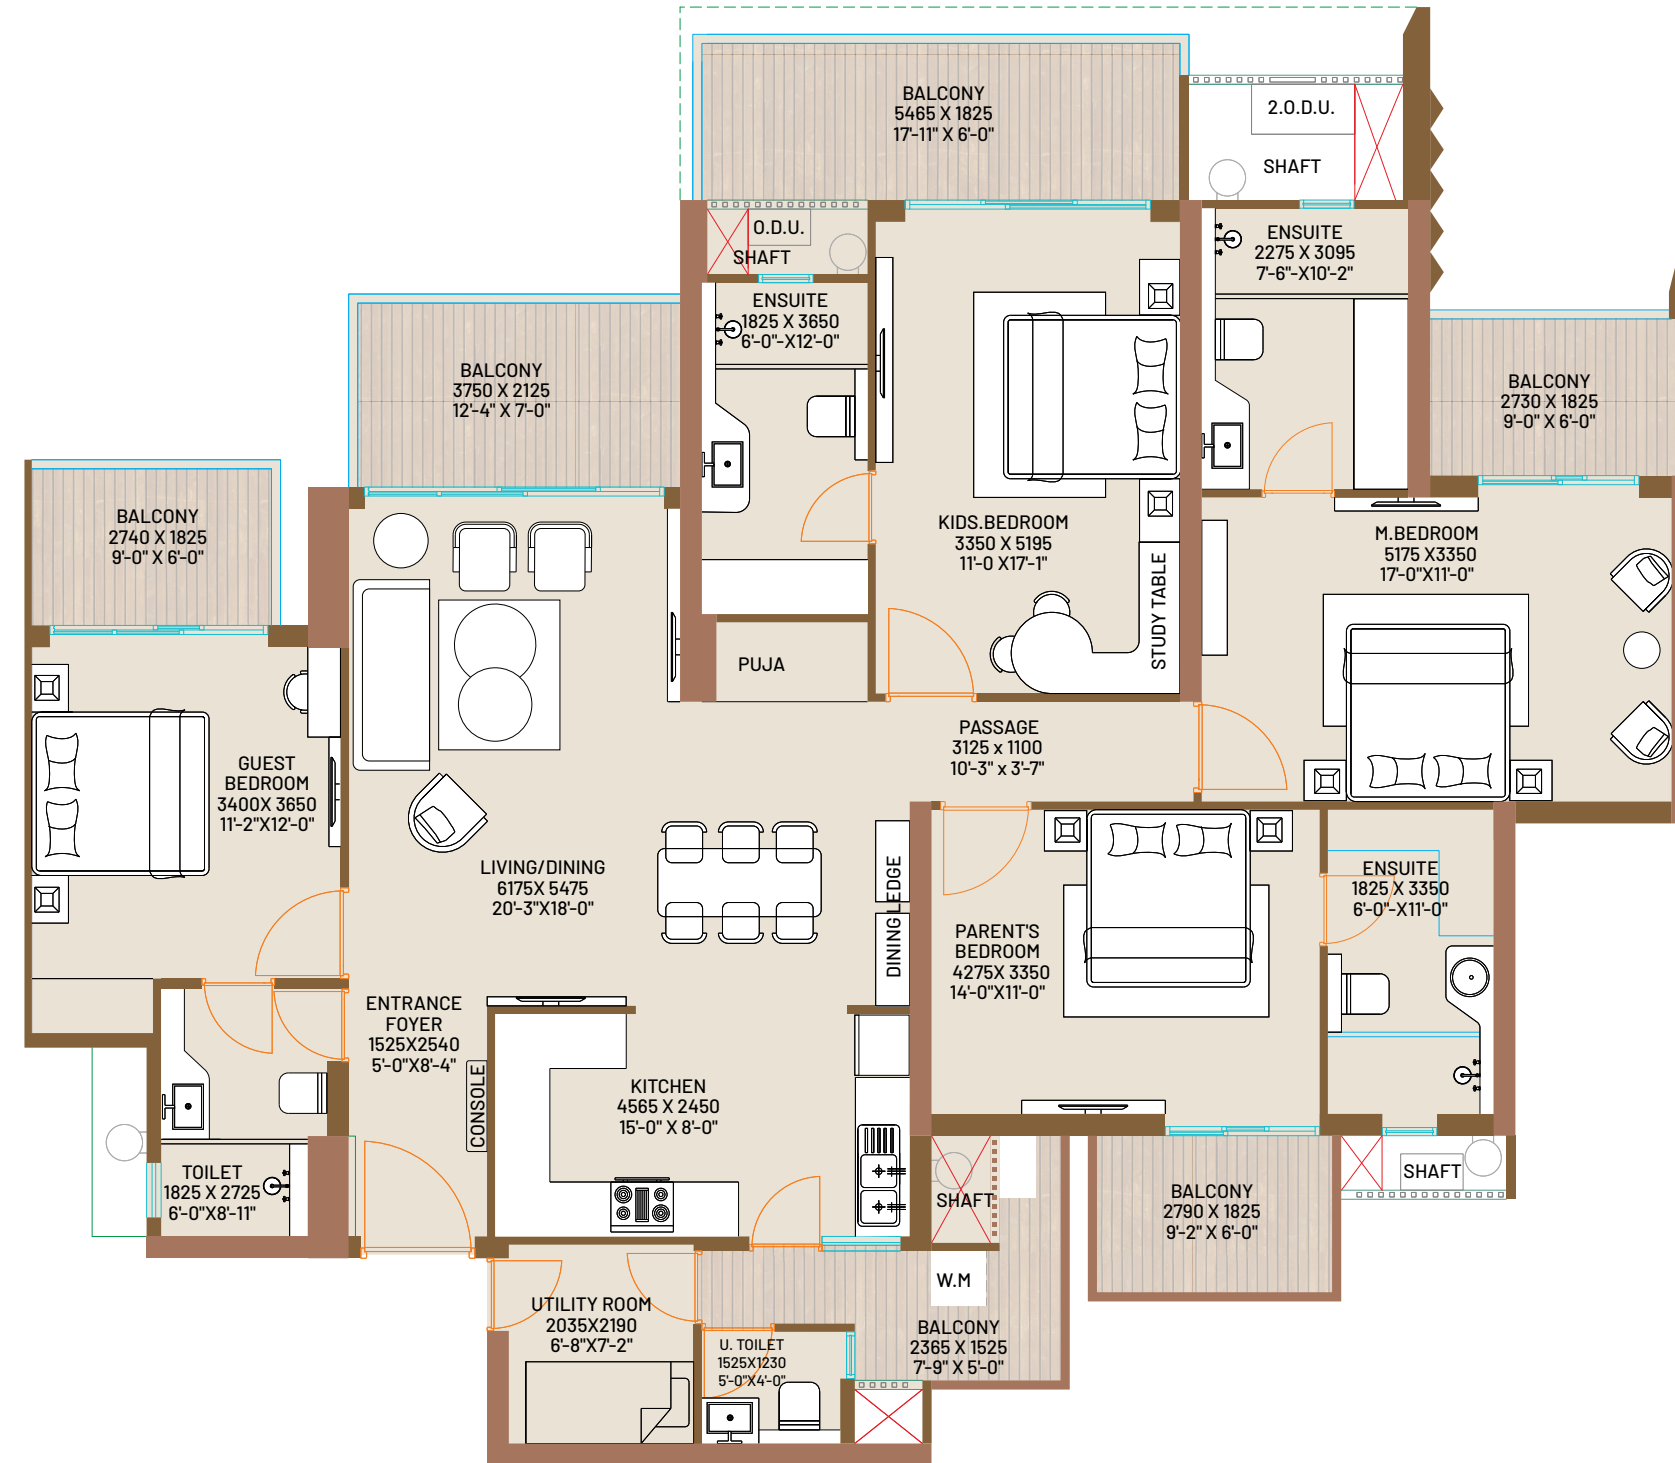 BALCONY
5465 X 1825
17'-11" X 6'-0"
2.O.D.U.
SHAFT
O.D.U.
SHAFT
ENSUITE
2275 X 3095
7'-6"-X10'-2"
ENSUITE
1825 X 3650
6'-0"-X12'-0"
BALCONY
3750 X 2125
12'-4" X 7'-0"
BALCONY
2730 X 1825
9'-0" X 6'-0"
BALCONY
2740 X 1825
9'-0" X 6'-0"
KIDS.BEDROOM
3350 X 5195
11'-0 X17'-1"
M.BEDROOM
5175 X3350
17'-0"X11'-0"
STUDY TABLE
PUJA
PASSAGE
3125 x 1100
10'-3" x 3'-7"
GUEST
BEDROOM
3400X 3650
11'-2"X12'-0"
LIVING/DINING
6175X 5475
20'-3"X18'-0"
DINING LEDGE
ENSUITE
1825 X 3350
6'-0"-X11'-0"
PARENT'S
BEDROOM
4275X 3350
14'-0"X11'-0"
ENTRANCE
FOYER
1525X2540
5'-0"X8'-4"
CONSOLE
KITCHEN
4565 X 2450
15'-0" X 8'-0"
TOILET
1825 X 2725
6'-0"X8'-11"
SHAFT
BALCONY
2790 X 1825
9'-2" X 6'-0"
SHAFT
W.M
UTILITY ROOM
2035X2190
6'-8"X7'-2"
U. TOILET
1525X1230
5'-0"X4'-0"
BALCONY
2365 X 1525
7'-9" X 5'-0"